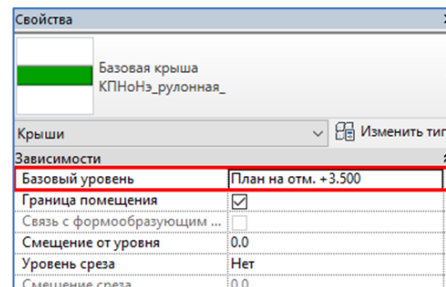 Свойства
Базовая крыша
КПНоНэ_рулонная_
Крыши
Изменить тип
Зависимости
Базовый уровень План на отм. +3.500
Граница помещения
Связь с формообразующим ...
Смещение от уровня 0.0
Уровень среза Нет
Смещение среза 0.0